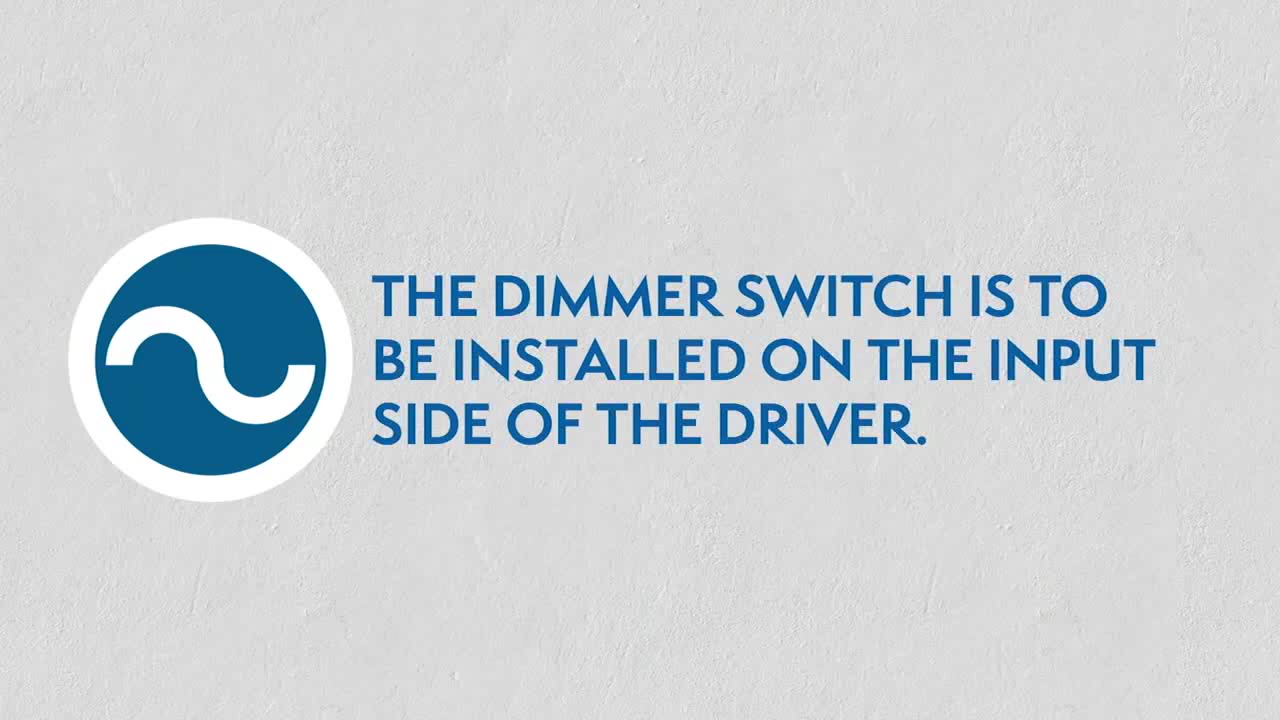 THE DIMMER SWITCH IS TO
BE INSTALLED ON THE INPUT
SIDE OF THE DRIVER.